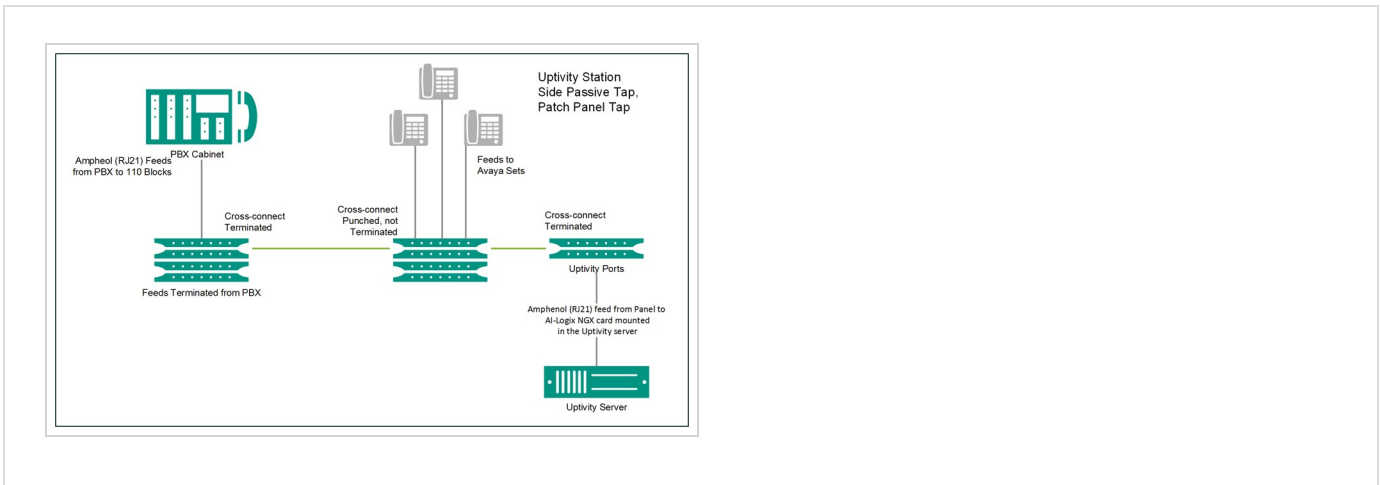 Uptivity Station
Side Passive Tap,
Patch Panel Tap
PBX Cabinet
Ampheol (RJ21) Feeds
from PBX to 110 Blocks
Feeds to
Avaya Sets
Cross-connect
Terminated
Cross-connect
Punched, not
Terminated
Cross-connect
Terminated
Feeds Terminated from PBX
Uptivity Ports
Amphenol (RJ21) feed from Panel to
AI-Logix NGX card mounted
in the Uptivity server
Uptivity Server